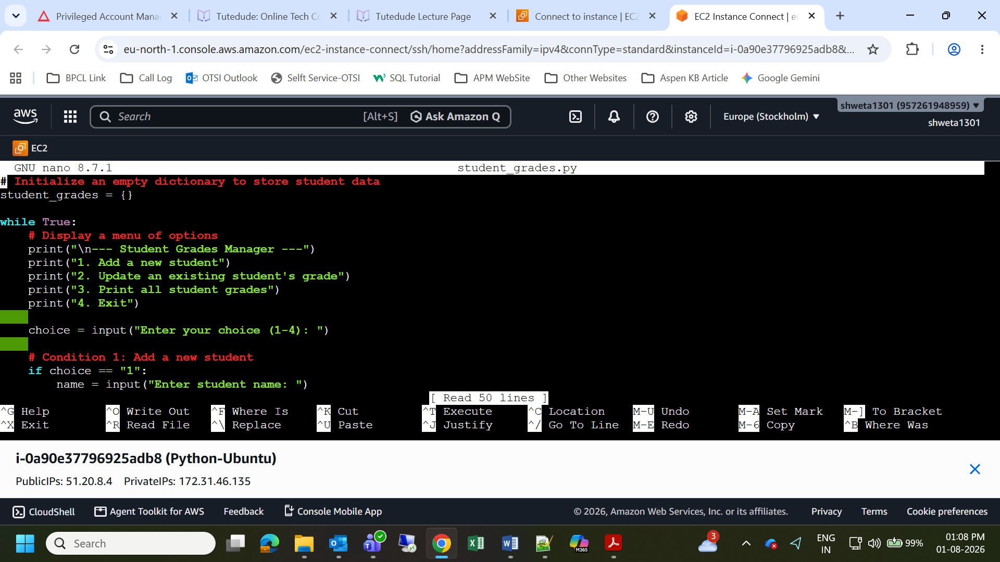 Privileged Account Mana
Tutedude: Online Tech Co
Tutedude Lecture Page
Connect to instance | EC2
EC2 Instance Connect | eu
eu-north-1.console.aws.amazon.com/ec2-instance-connect/ssh/home?addressFamily=ipv4&connType=standard&instanceId=i-0a90e37796925adb8&...
BPCL Link
Call Log
OTSI Outlook
Selft Service-OTSI
SQL Tutorial
APM WebSite
Other Websites
Aspen KB Article
Google Gemini
aws
Search
[Alt+S]
Ask Amazon Q
Europe (Stockholm)
shweta1301 (957261948959)
shweta1301
EC2
GNU nano 8.7.1 student_grades.py
# Initialize an empty dictionary to store student data
student_grades = {}
while True:
# Display a menu of options
print("\n--- Student Grades Manager ---")
print("1. Add a new student")
print("2. Update an existing student's grade")
print("3. Print all student grades")
print("4. Exit")
choice = input("Enter your choice (1-4): ")
# Condition 1: Add a new student
if choice == "1":
name = input("Enter student name: ")
[ Read 50 lines ]
^G Help ^O Write Out ^F Where Is ^K Cut ^T Execute ^C Location M-U Undo M-A Set Mark M-] To Bracket
^X Exit ^R Read File ^\ Replace ^U Paste ^J Justify ^/ Go To Line M-E Redo M-6 Copy ^B Where Was
i-0a90e37796925adb8 (Python-Ubuntu)
PublicIPs: 51.20.8.4 PrivateIPs: 172.31.46.135
CloudShell
Agent Toolkit for AWS
Feedback
Console Mobile App
© 2026, Amazon Web Services, Inc. or its affiliates.
Privacy
Terms
Cookie preferences
Search
M365
3
ENG
IN
99%
01:08 PM
01-08-2026